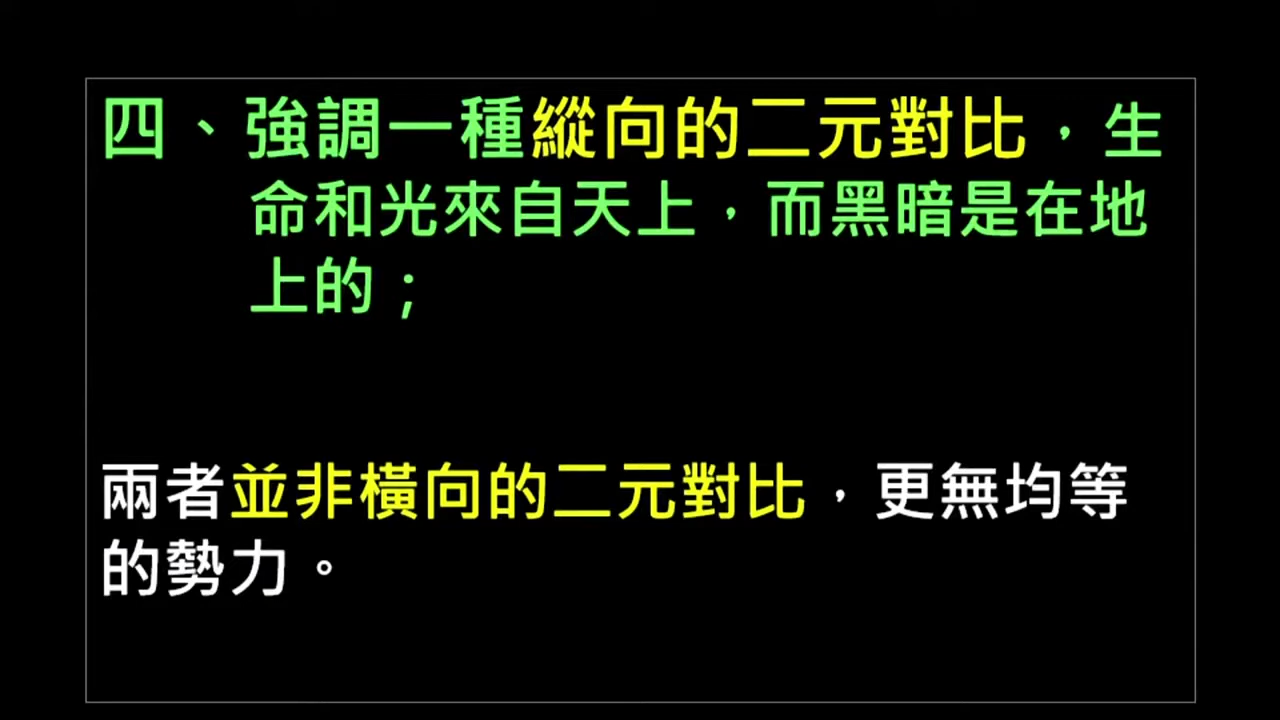 四、強調一種縱向的二元對比，生
命和光來自天上，而黑暗是在地
上的；
兩者並非橫向的二元對比，更無均等
的勢力。